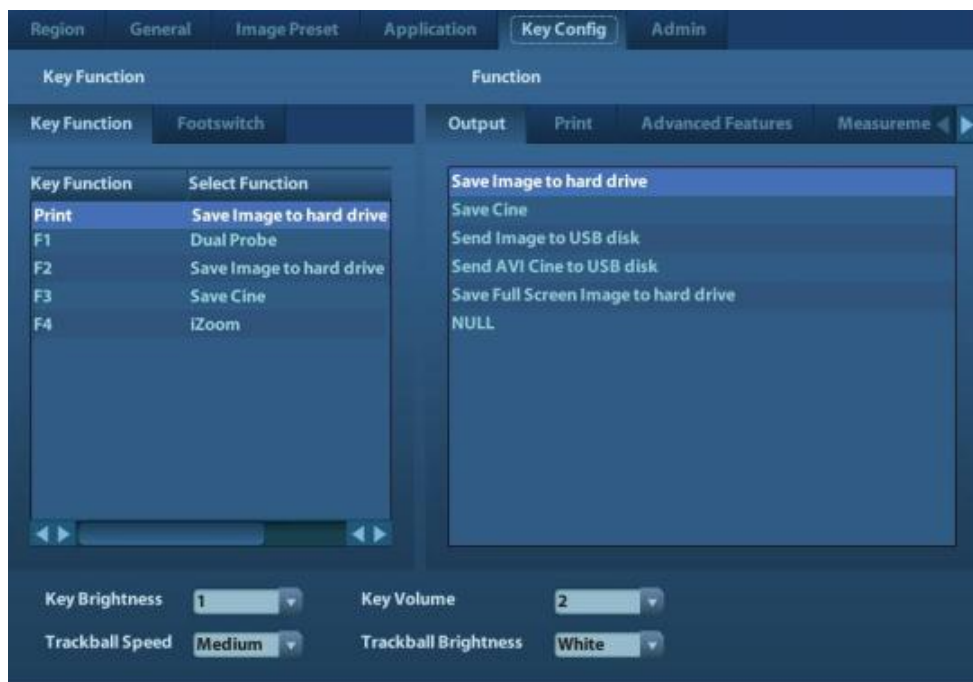 Region General Image Preset Application Key Config Admin
Key Function Function
Key Function Footswitch
Output Print Advanced Features Measureme
Key Function Select Function
Print Save Image to hard drive
F1 Dual Probe
F2 Save Image to hard drive
F3 Save Cine
F4 iZoom
Save Image to hard drive
Save Cine
Send Image to USB disk
Send AVI Cine to USB disk
Save Full Screen Image to hard drive
NULL
Key Brightness 1 Key Volume 2
Trackball Speed Medium Trackball Brightness White